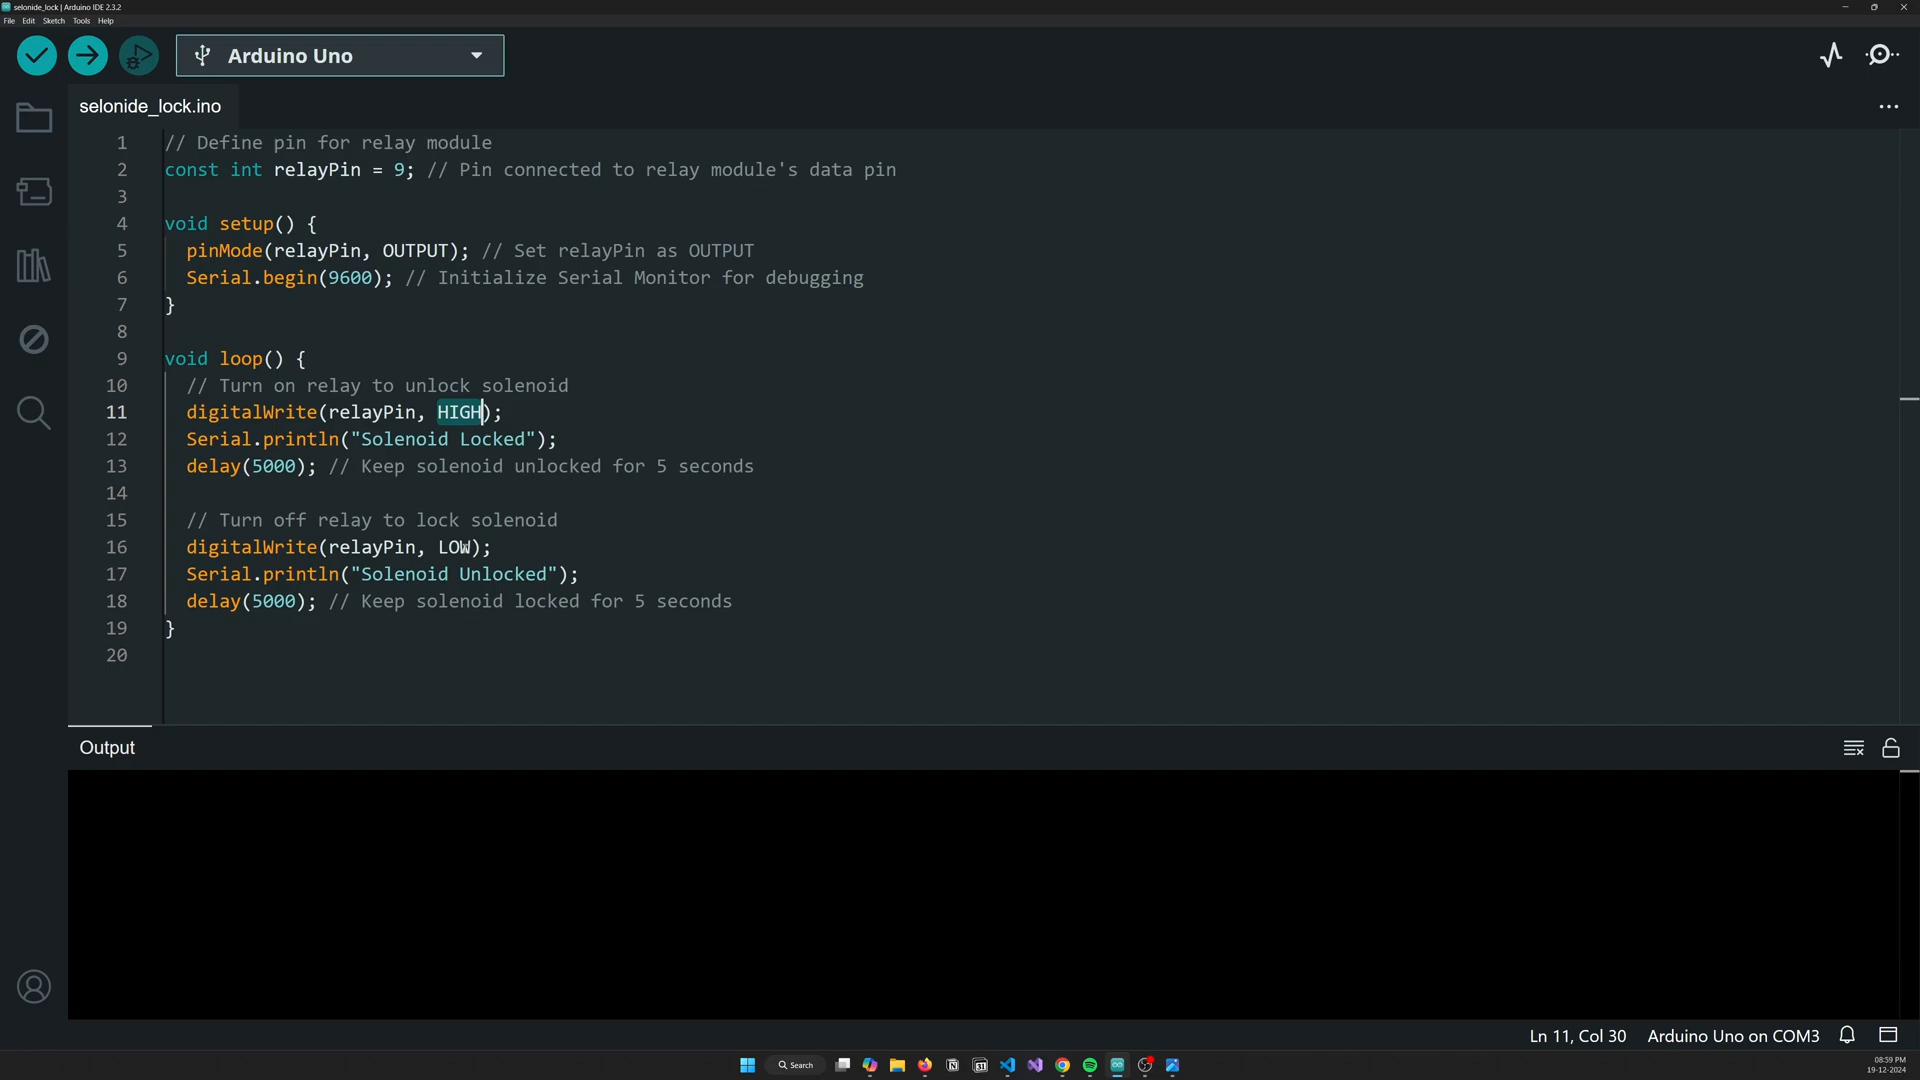 selonide_lock | Arduino IDE 2.3.2
File Edit Sketch Tools Help
Arduino Uno
selonide_lock.ino
1 // Define pin for relay module
2 const int relayPin = 9; // Pin connected to relay module's data pin
3
4 void setup() {
5 pinMode(relayPin, OUTPUT); // Set relayPin as OUTPUT
6 Serial.begin(9600); // Initialize Serial Monitor for debugging
7 }
8
9 void loop() {
10 // Turn on relay to unlock solenoid
11 digitalWrite(relayPin, HIGH);
12 Serial.println("Solenoid Locked");
13 delay(5000); // Keep solenoid unlocked for 5 seconds
14
15 // Turn off relay to lock solenoid
16 digitalWrite(relayPin, LOW);
17 Serial.println("Solenoid Unlocked");
18 delay(5000); // Keep solenoid locked for 5 seconds
19 }
20
Output
Ln 11, Col 30 Arduino Uno on COM3
Search
31
08:59 PM
19-12-2024